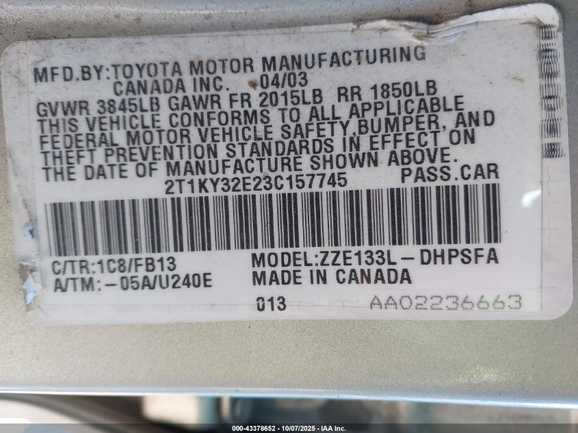 MFD.BY:TOYOTA MOTOR MANUFACTURING
CANADA INC. 04/03
GVWR 3845LB GAWR FR 2015LB RR 1850LB
THIS VEHICLE CONFORMS TO ALL APPLICABLE
FEDERAL MOTOR VEHICLE SAFETY,BUMPER, AND
THEFT PREVENTION STANDARDS IN EFFECT ON
THE DATE OF MANUFACTURE SHOWN ABOVE.
2T1KY32E23C157745 PASS.CAR
C/TR:1C8/FB13 MODEL:ZZE133L-DHPSFA
A/TM:-05A/U240E MADE IN CANADA
013 AA02236663
000-43378652 | 10/07/2025 - IAA Inc.